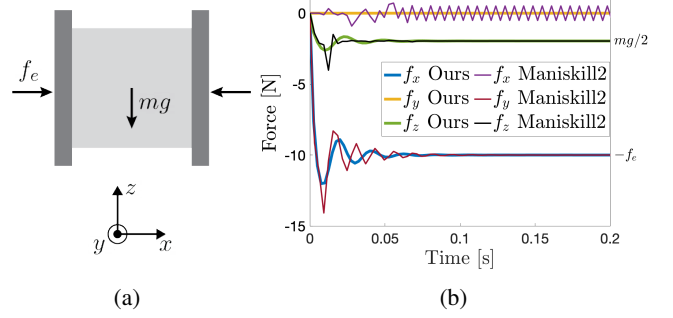 f_e
mg
z
y
x
(a)
Force [N]
0
-5
-10
-15
mg/2
−f_e
f_x Ours f_x Maniskill2
f_y Ours f_y Maniskill2
f_z Ours f_z Maniskill2
0 0.05 0.1 0.15 0.2
Time [s]
(b)